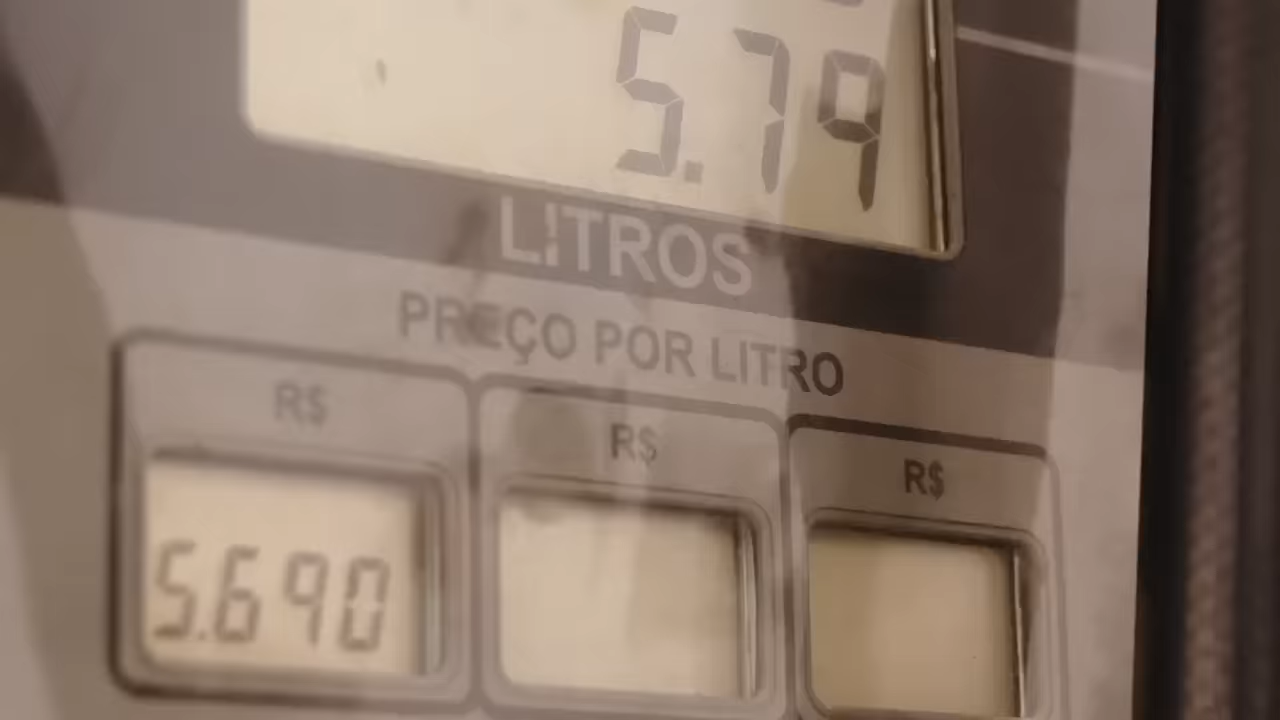 5.79
LITROS
PREÇO POR LITRO
R$ R$ R$
5.690